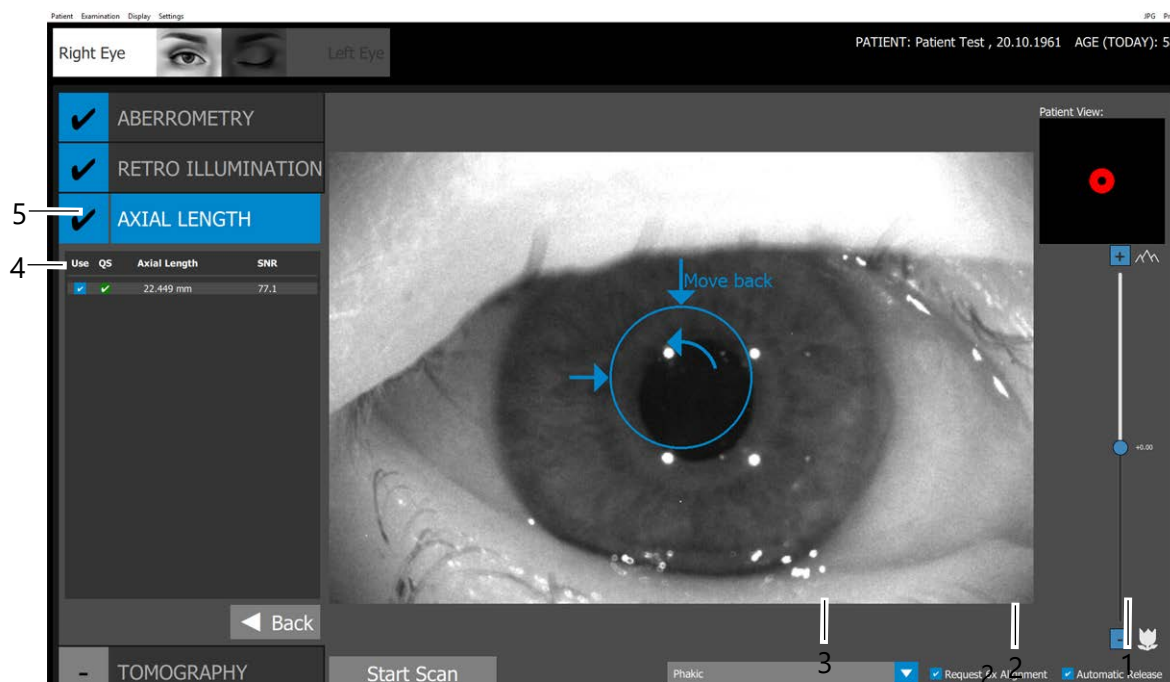 Patient Examination Display Settings
JPG
Right Eye
Left Eye
PATIENT: Patient Test , 20.10.1961 AGE (TODAY): 5
ABERROMETRY
Patient View:
RETRO ILLUMINATION
5
AXIAL LENGTH
4
Use QS Axial Length SNR
+
22.449 mm 77.1
Move back
+0.00
Back
-
- TOMOGRAPHY
Start Scan
3
2
1
Phakic
Request 6x Alignment
2
Automatic Release